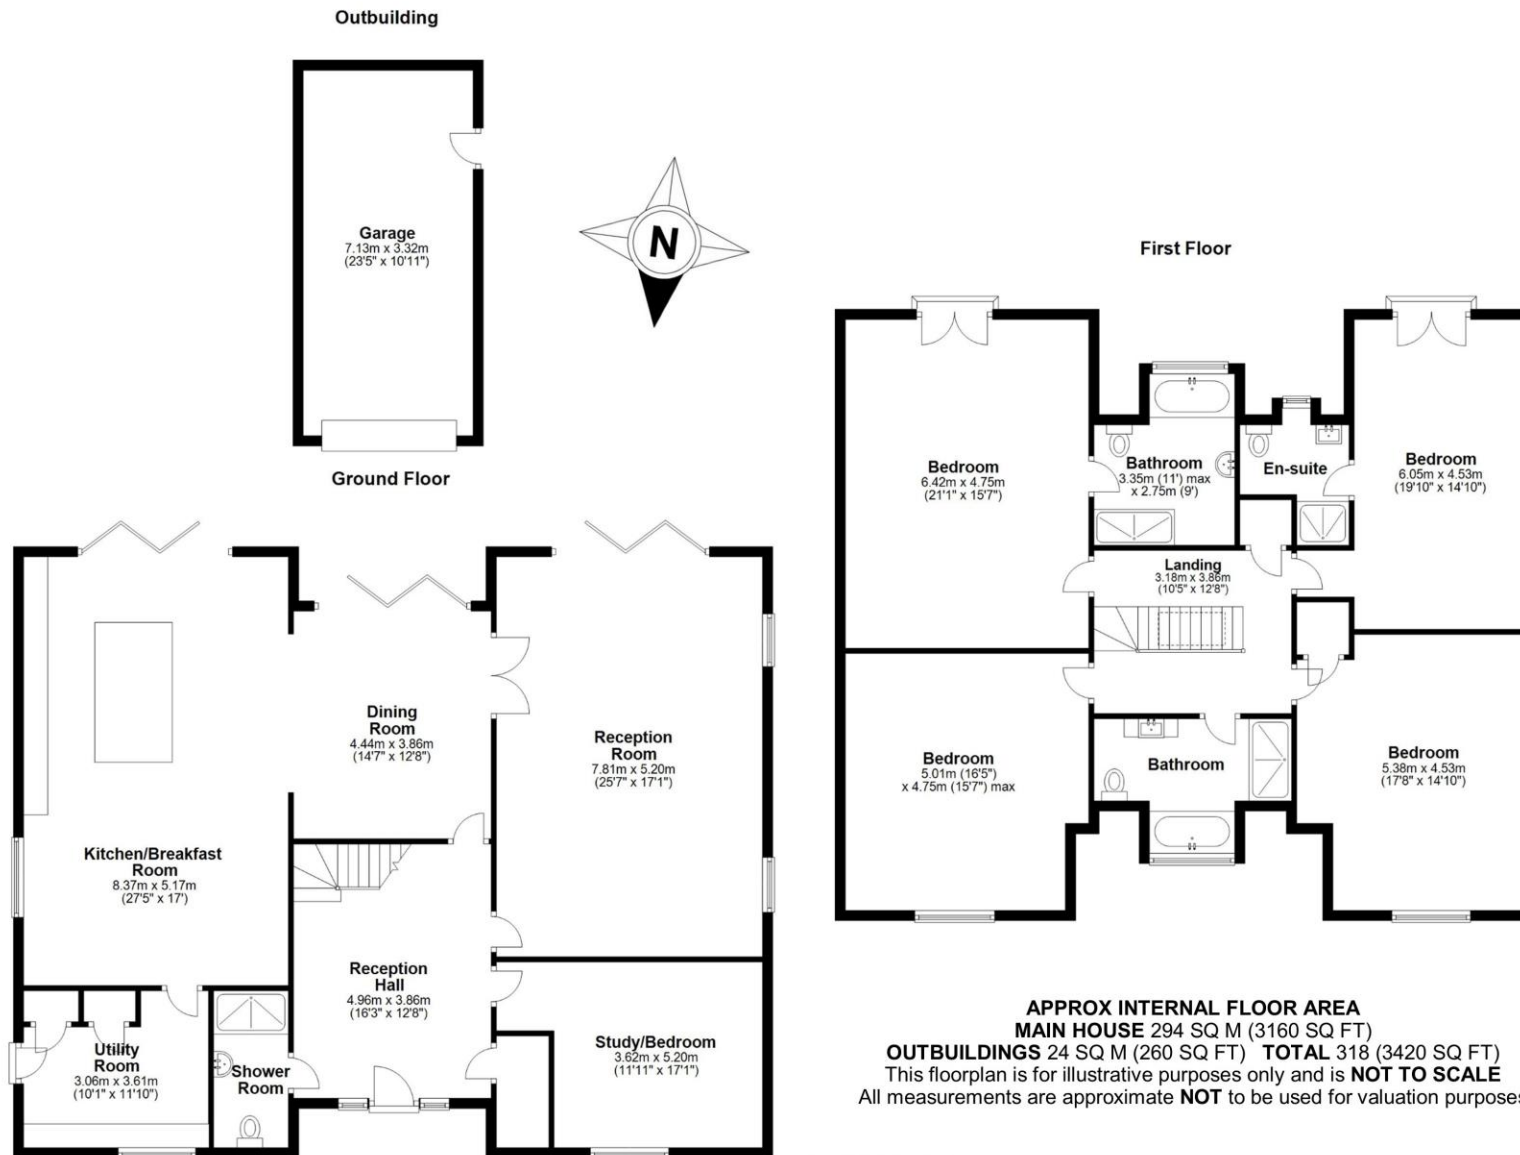 Outbuilding
Garage
7.13m x 3.32m
(23'5" x 10'11")
N
Ground Floor
Dining
Room
4.44m x 3.86m
(14'7" x 12'8")
Reception
Room
7.81m x 5.20m
(25'7" x 17'1")
Kitchen/Breakfast
Room
8.37m x 5.17m
(27'5" x 17')
Reception
Hall
4.96m x 3.86m
(16'3" x 12'8")
Utility
Room
3.06m x 3.61m
(10'1" x 11'10")
Shower
Room
Study/Bedroom
3.62m x 5.20m
(11'11" x 17'1")
First Floor
Bedroom
6.42m x 4.75m
(21'1" x 15'7")
Bathroom
3.35m (11') max
x 2.75m (9')
En-suite
Bedroom
6.05m x 4.53m
(19'10" x 14'10")
Landing
3.18m x 3.86m
(10'5" x 12'8")
Bedroom
5.01m (16'5")
x 4.75m (15'7") max
Bathroom
Bedroom
5.38m x 4.53m
(17'8" x 14'10")
APPROX INTERNAL FLOOR AREA
MAIN HOUSE 294 SQ M (3160 SQ FT)
OUTBUILDINGS 24 SQ M (260 SQ FT) TOTAL 318 (3420 SQ FT)
This floorplan is for illustrative purposes only and is NOT TO SCALE
All measurements are approximate NOT to be used for valuation purposes